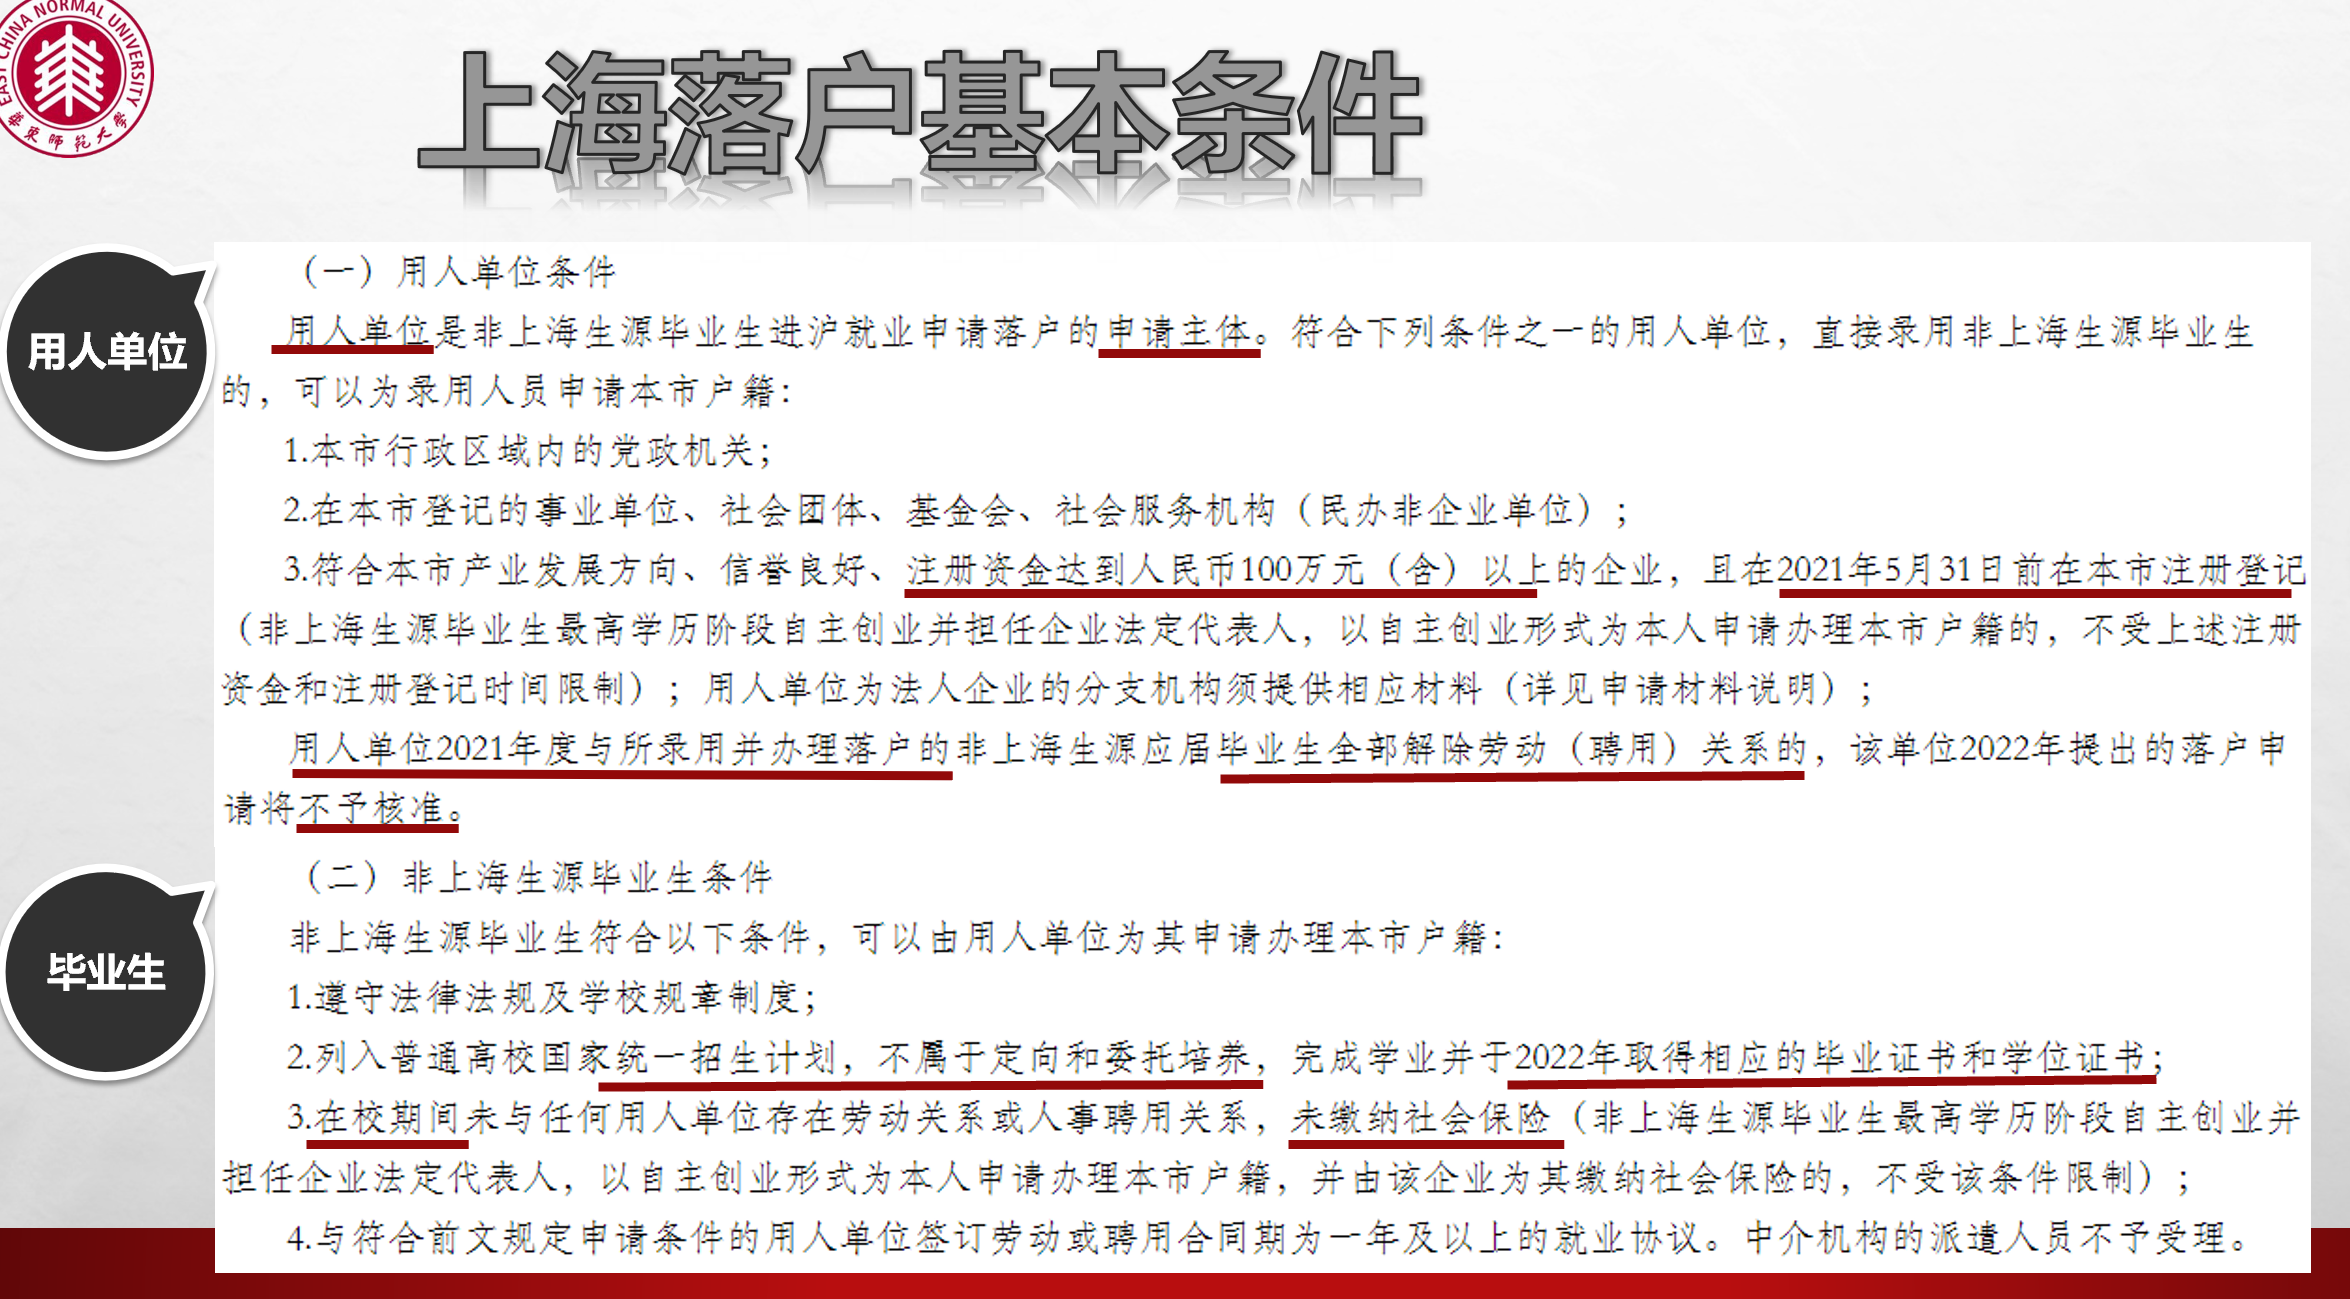 EAST CHINA NORMAL UNIVERSITY
華東師範大學
上海落户基本条件
用人单位
（一）用人单位条件
用人单位是非上海生源毕业生进沪就业申请落户的申请主体。符合下列条件之一的用人单位，直接录用非上海生源毕业生
的，可以为录用人员申请本市户籍：
1.本市行政区域内的党政机关；
2.在本市登记的事业单位、社会团体、基金会、社会服务机构（民办非企业单位）；
3.符合本市产业发展方向、信誉良好、注册资金达到人民币100万元（含）以上的企业，且在2021年5月31日前在本市注册登记
（非上海生源毕业生最高学历阶段自主创业并担任企业法定代表人，以自主创业形式为本人申请办理本市户籍的，不受上述注册
资金和注册登记时间限制）；用人单位为法人企业的分支机构须提供相应材料（详见申请材料说明）；
用人单位2021年度与所录用并办理落户的非上海生源应届毕业生全部解除劳动（聘用）关系的，该单位2022年提出的落户申
请将不予核准。
毕业生
（二）非上海生源毕业生条件
非上海生源毕业生符合以下条件，可以由用人单位为其申请办理本市户籍：
1.遵守法律法规及学校规章制度；
2.列入普通高校国家统一招生计划，不属于定向和委托培养，完成学业并于2022年取得相应的毕业证书和学位证书；
3.在校期间未与任何用人单位存在劳动关系或人事聘用关系，未缴纳社会保险（非上海生源毕业生最高学历阶段自主创业并
担任企业法定代表人，以自主创业形式为本人申请办理本市户籍，并由该企业为其缴纳社会保险的，不受该条件限制）；
4.与符合前文规定申请条件的用人单位签订劳动或聘用合同期为一年及以上的就业协议。中介机构的派遣人员不予受理。